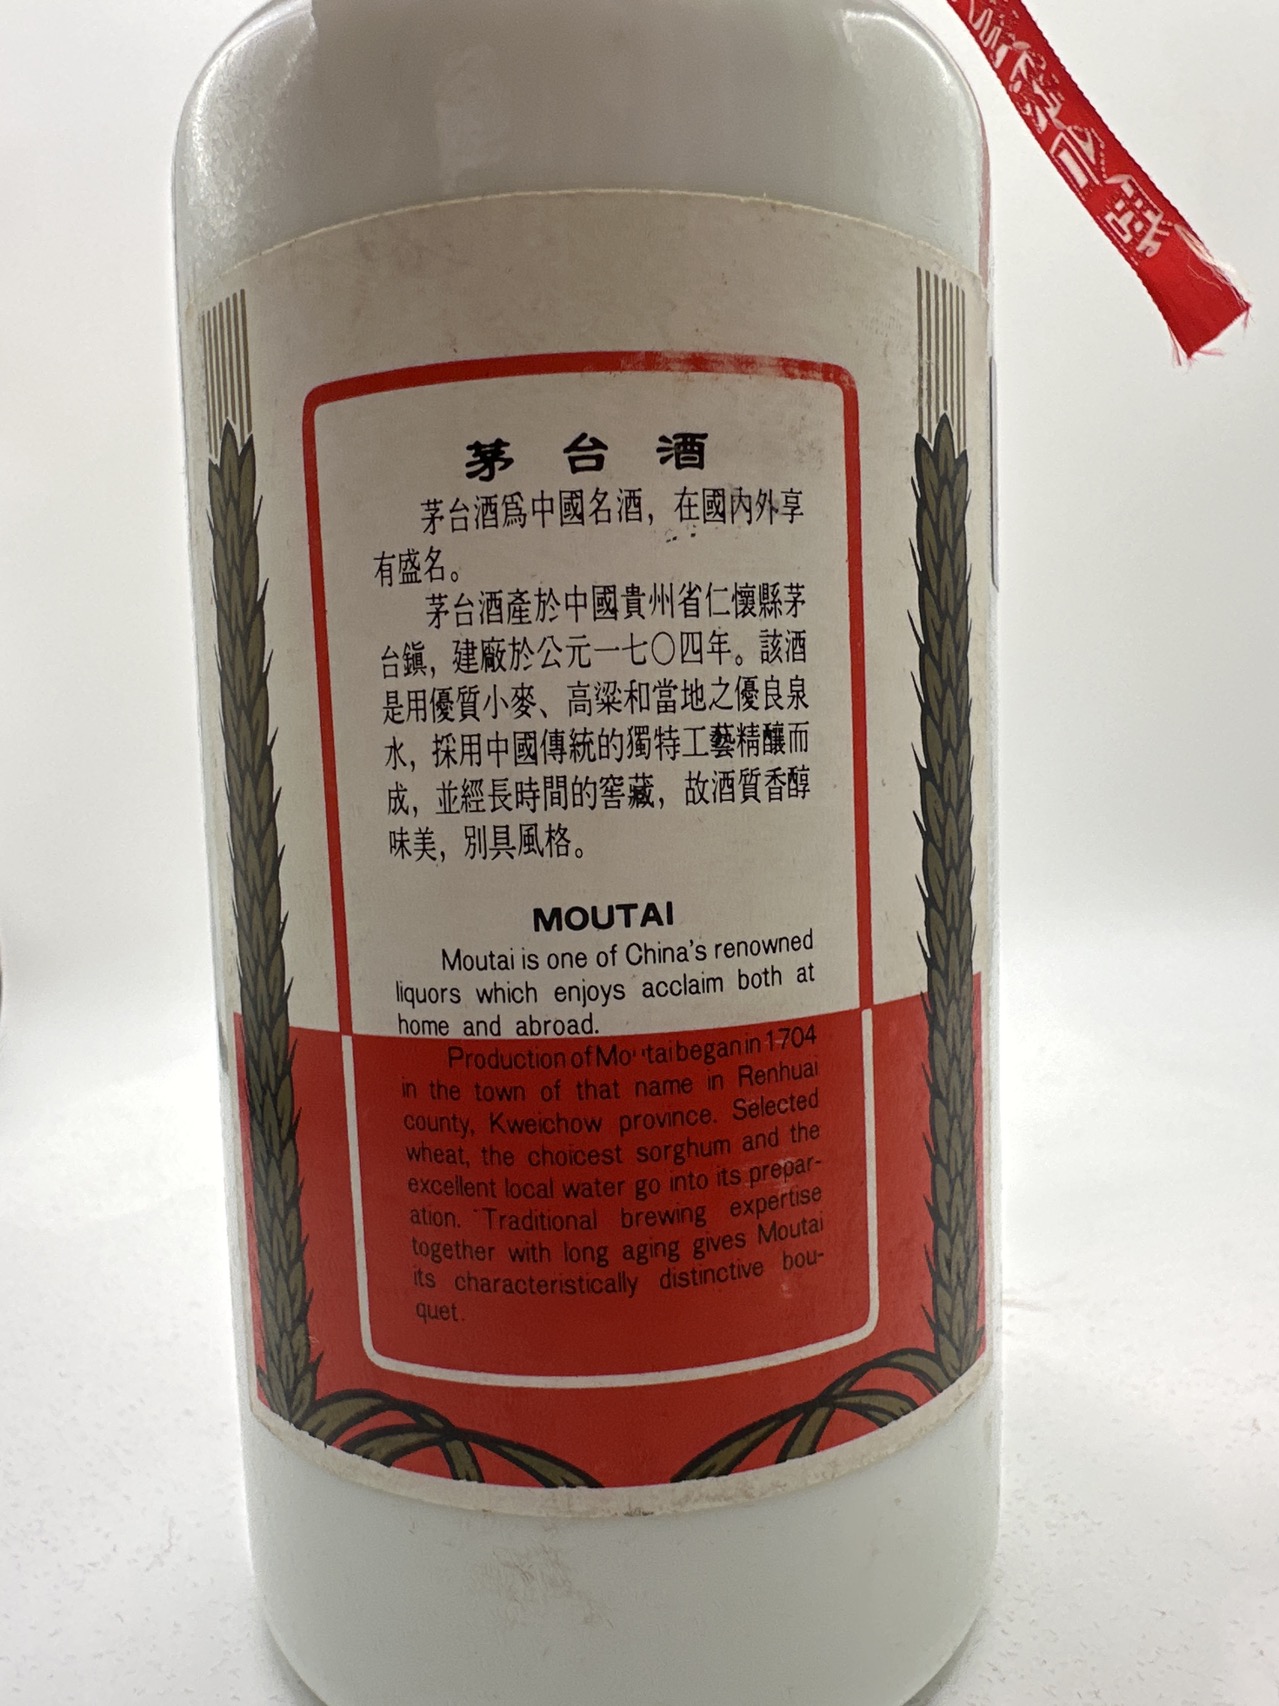 茅台酒
茅台酒爲中國名酒，在國内外享
有盛名。
茅台酒產於中國貴州省仁懷縣茅
台鎭，建廠於公元一七〇四年。該酒
是用優質小麥、高粱和當地之優良泉
水，採用中國傳統的獨特工藝精釀而
成，並經長時間的窖藏，故酒質香醇
味美，別具風格。
MOUTAI
Moutai is one of China's renowned
liquors which enjoys acclaim both at
home and abroad.
Production of Moutai began in 1704
in the town of that name in Renhuai
county, Kweichow province. Selected
wheat, the choicest sorghum and the
excellent local water go into its prepar-
ation. Traditional brewing expertise
together with long aging gives Moutai
its characteristically distinctive bou-
quet.